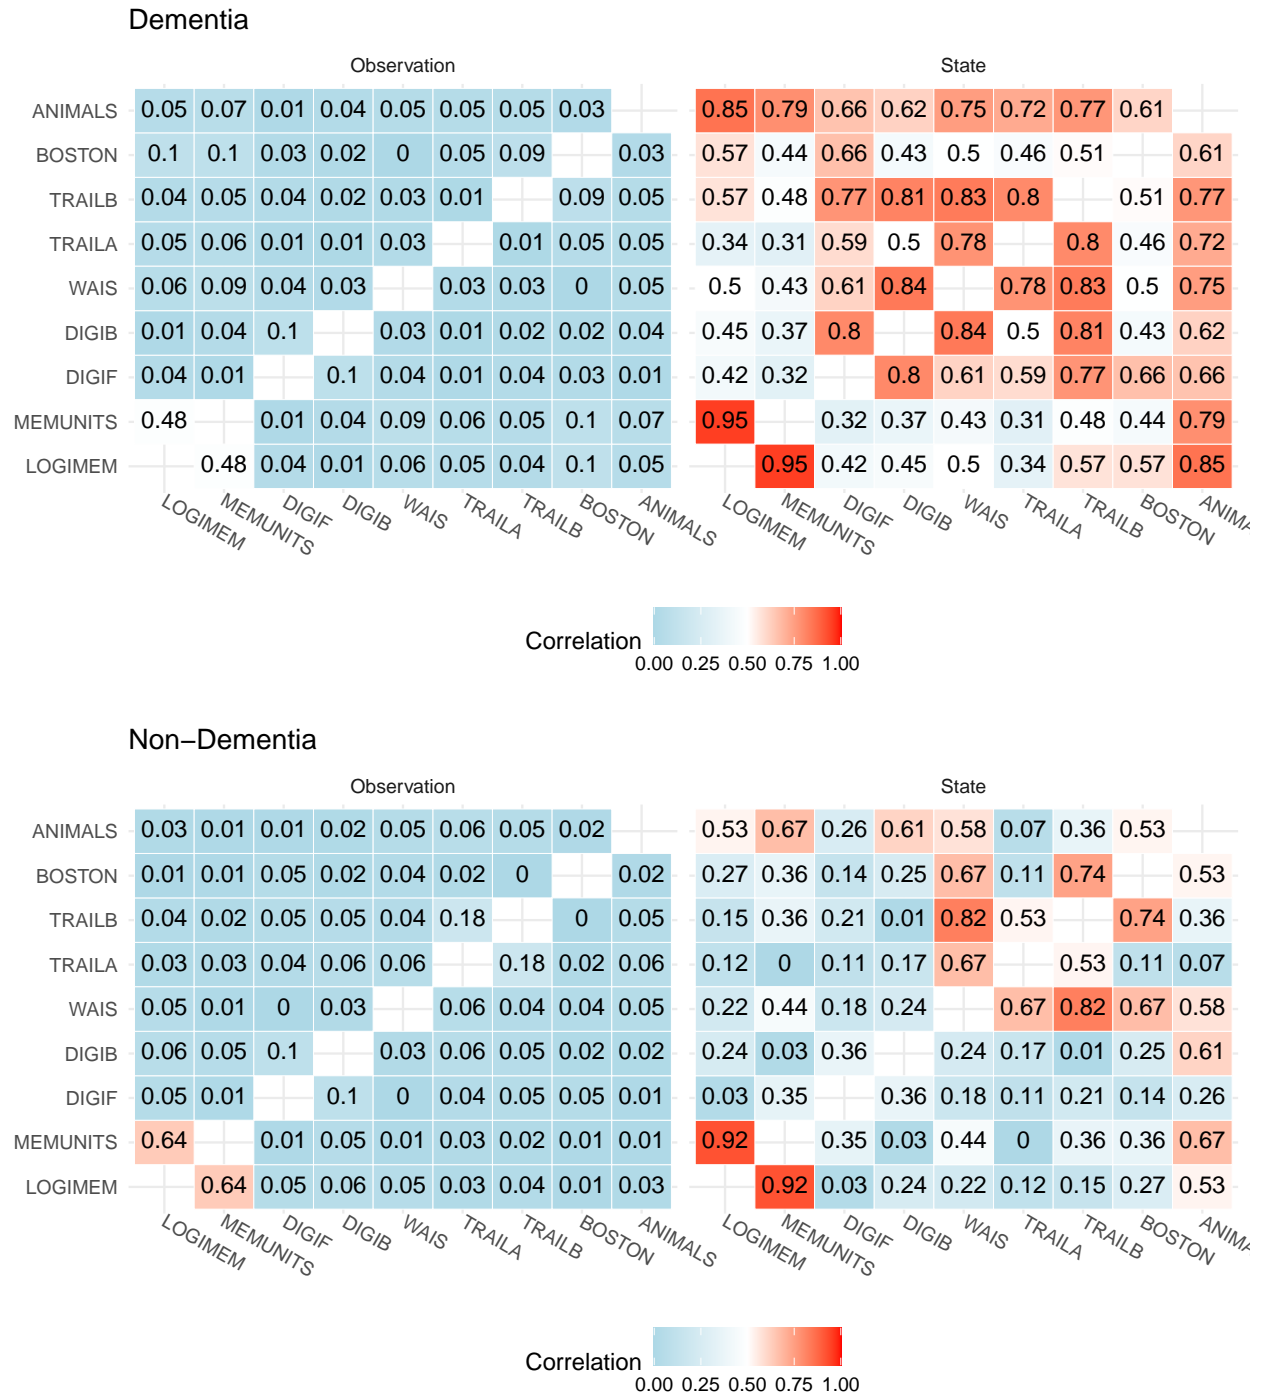 Dementia
Observation State
ANIMALS 0.05 0.07 0.01 0.04 0.05 0.05 0.05 0.03 0.85 0.79 0.66 0.62 0.75 0.72 0.77 0.61
BOSTON 0.1 0.1 0.03 0.02 0 0.05 0.09 0.03 0.57 0.44 0.66 0.43 0.5 0.46 0.51 0.61
TRAILB 0.04 0.05 0.04 0.02 0.03 0.01 0.09 0.05 0.57 0.48 0.77 0.81 0.83 0.8 0.51 0.77
TRAILA 0.05 0.06 0.01 0.01 0.03 0.01 0.05 0.05 0.34 0.31 0.59 0.5 0.78 0.8 0.46 0.72
WAIS 0.06 0.09 0.04 0.03 0.03 0.03 0 0.05 0.5 0.43 0.61 0.84 0.78 0.83 0.5 0.75
DIGIB 0.01 0.04 0.1 0.03 0.01 0.02 0.02 0.04 0.45 0.37 0.8 0.84 0.5 0.81 0.43 0.62
DIGIF 0.04 0.01 0.1 0.04 0.01 0.04 0.03 0.01 0.42 0.32 0.8 0.61 0.59 0.77 0.66 0.66
MEMUNITS 0.48 0.01 0.04 0.09 0.06 0.05 0.1 0.07 0.95 0.32 0.37 0.43 0.31 0.48 0.44 0.79
LOGIMEM 0.48 0.04 0.01 0.06 0.05 0.04 0.1 0.05 0.95 0.42 0.45 0.5 0.34 0.57 0.57 0.85
LOGIMEM MEMUNITS DIGIF DIGIB WAIS TRAILA TRAILB BOSTON ANIMALS LOGIMEM MEMUNITS DIGIF DIGIB WAIS TRAILA TRAILB BOSTON ANIMA
Correlation
0.00 0.25 0.50 0.75 1.00
Non−Dementia
Observation State
ANIMALS 0.03 0.01 0.01 0.02 0.05 0.06 0.05 0.02 0.53 0.67 0.26 0.61 0.58 0.07 0.36 0.53
BOSTON 0.01 0.01 0.05 0.02 0.04 0.02 0 0.02 0.27 0.36 0.14 0.25 0.67 0.11 0.74 0.53
TRAILB 0.04 0.02 0.05 0.05 0.04 0.18 0 0.05 0.15 0.36 0.21 0.01 0.82 0.53 0.74 0.36
TRAILA 0.03 0.03 0.04 0.06 0.06 0.18 0.02 0.06 0.12 0 0.11 0.17 0.67 0.53 0.11 0.07
WAIS 0.05 0.01 0 0.03 0.06 0.04 0.04 0.05 0.22 0.44 0.18 0.24 0.67 0.82 0.67 0.58
DIGIB 0.06 0.05 0.1 0.03 0.06 0.05 0.02 0.02 0.24 0.03 0.36 0.24 0.17 0.01 0.25 0.61
DIGIF 0.05 0.01 0.1 0 0.04 0.05 0.05 0.01 0.03 0.35 0.36 0.18 0.11 0.21 0.14 0.26
MEMUNITS 0.64 0.01 0.05 0.01 0.03 0.02 0.01 0.01 0.92 0.35 0.03 0.44 0 0.36 0.36 0.67
LOGIMEM 0.64 0.05 0.06 0.05 0.03 0.04 0.01 0.03 0.92 0.03 0.24 0.22 0.12 0.15 0.27 0.53
LOGIMEM MEMUNITS DIGIF DIGIB WAIS TRAILA TRAILB BOSTON ANIMALS LOGIMEM MEMUNITS DIGIF DIGIB WAIS TRAILA TRAILB BOSTON ANIMA
Correlation
0.00 0.25 0.50 0.75 1.00